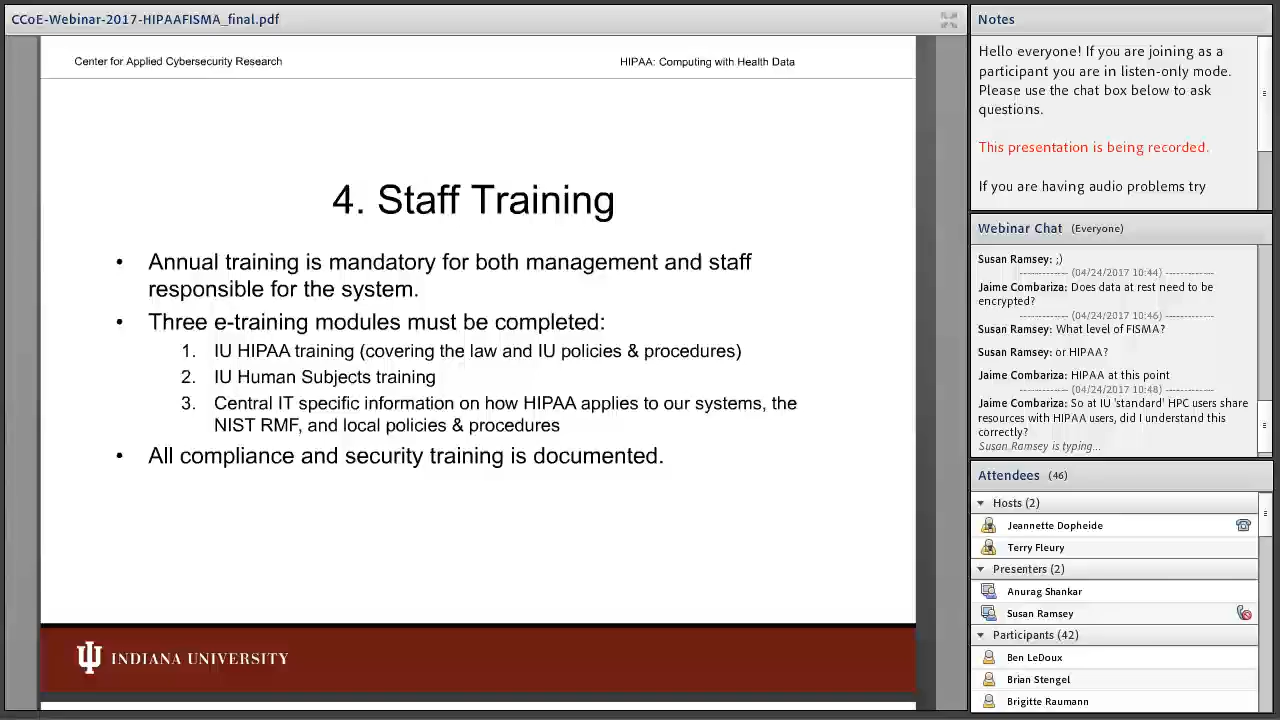 CCoE-Webinar-2017-HIPAAFISMA_final.pdf
Center for Applied Cybersecurity Research
HIPAA: Computing with Health Data
4. Staff Training
• Annual training is mandatory for both management and staff
responsible for the system.
• Three e-training modules must be completed:
1. IU HIPAA training (covering the law and IU policies & procedures)
2. IU Human Subjects training
3. Central IT specific information on how HIPAA applies to our systems, the
NIST RMF, and local policies & procedures
• All compliance and security training is documented.
INDIANA UNIVERSITY
Notes
Hello everyone! If you are joining as a
participant you are in listen-only mode.
Please use the chat box below to ask
questions.
This presentation is being recorded.
If you are having audio problems try
Webinar Chat (Everyone)
Susan Ramsey: ;)
------------- (04/24/2017 10:44) -------------
Jaime Combariza: Does data at rest need to be
encrypted?
------------- (04/24/2017 10:46) -------------
Susan Ramsey: What level of FISMA?
Susan Ramsey: or HIPAA?
Jaime Combariza: HIPAA at this point
------------- (04/24/2017 10:48) -------------
Jaime Combariza: So at IU 'standard' HPC users share
resources with HIPAA users, did I understand this
correctly?
Susan Ramsey is typing...
Attendees (46)
Hosts (2)
Jeannette Dopheide
Terry Fleury
Presenters (2)
Anurag Shankar
Susan Ramsey
Participants (42)
Ben LeDoux
Brian Stengel
Brigitte Raumann